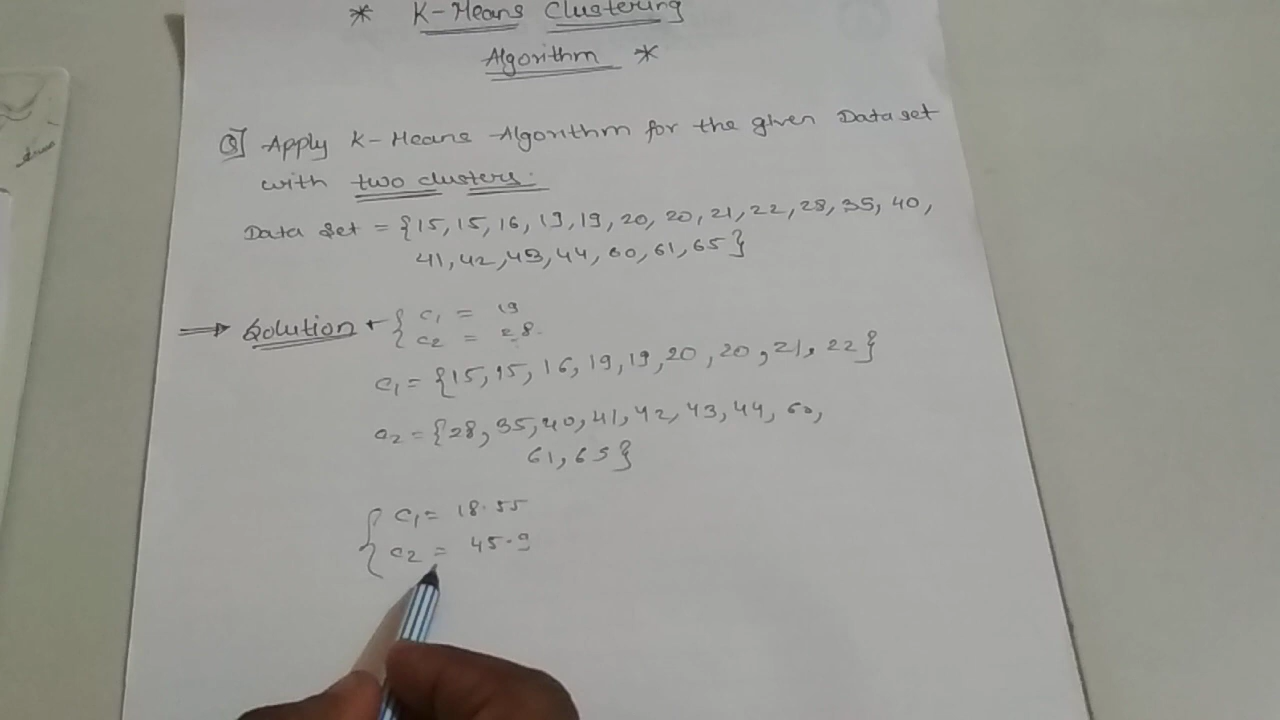 * K-Means Clustering
Algorithm *
Q] Apply K-Means Algorithm for the given Data set
with two clusters.
Data Set = {15, 15, 16, 19, 19, 20, 20, 21, 22, 28, 35, 40,
41, 42, 43, 44, 60, 61, 65}
⇒ Solution → { C1 = 19
C2 = 28.
C1 = {15, 15, 16, 19, 19, 20, 20, 21, 22}
C2 = {28, 35, 40, 41, 42, 43, 44, 60,
61, 65}
{ C1 = 18.55
C2 = 45.9